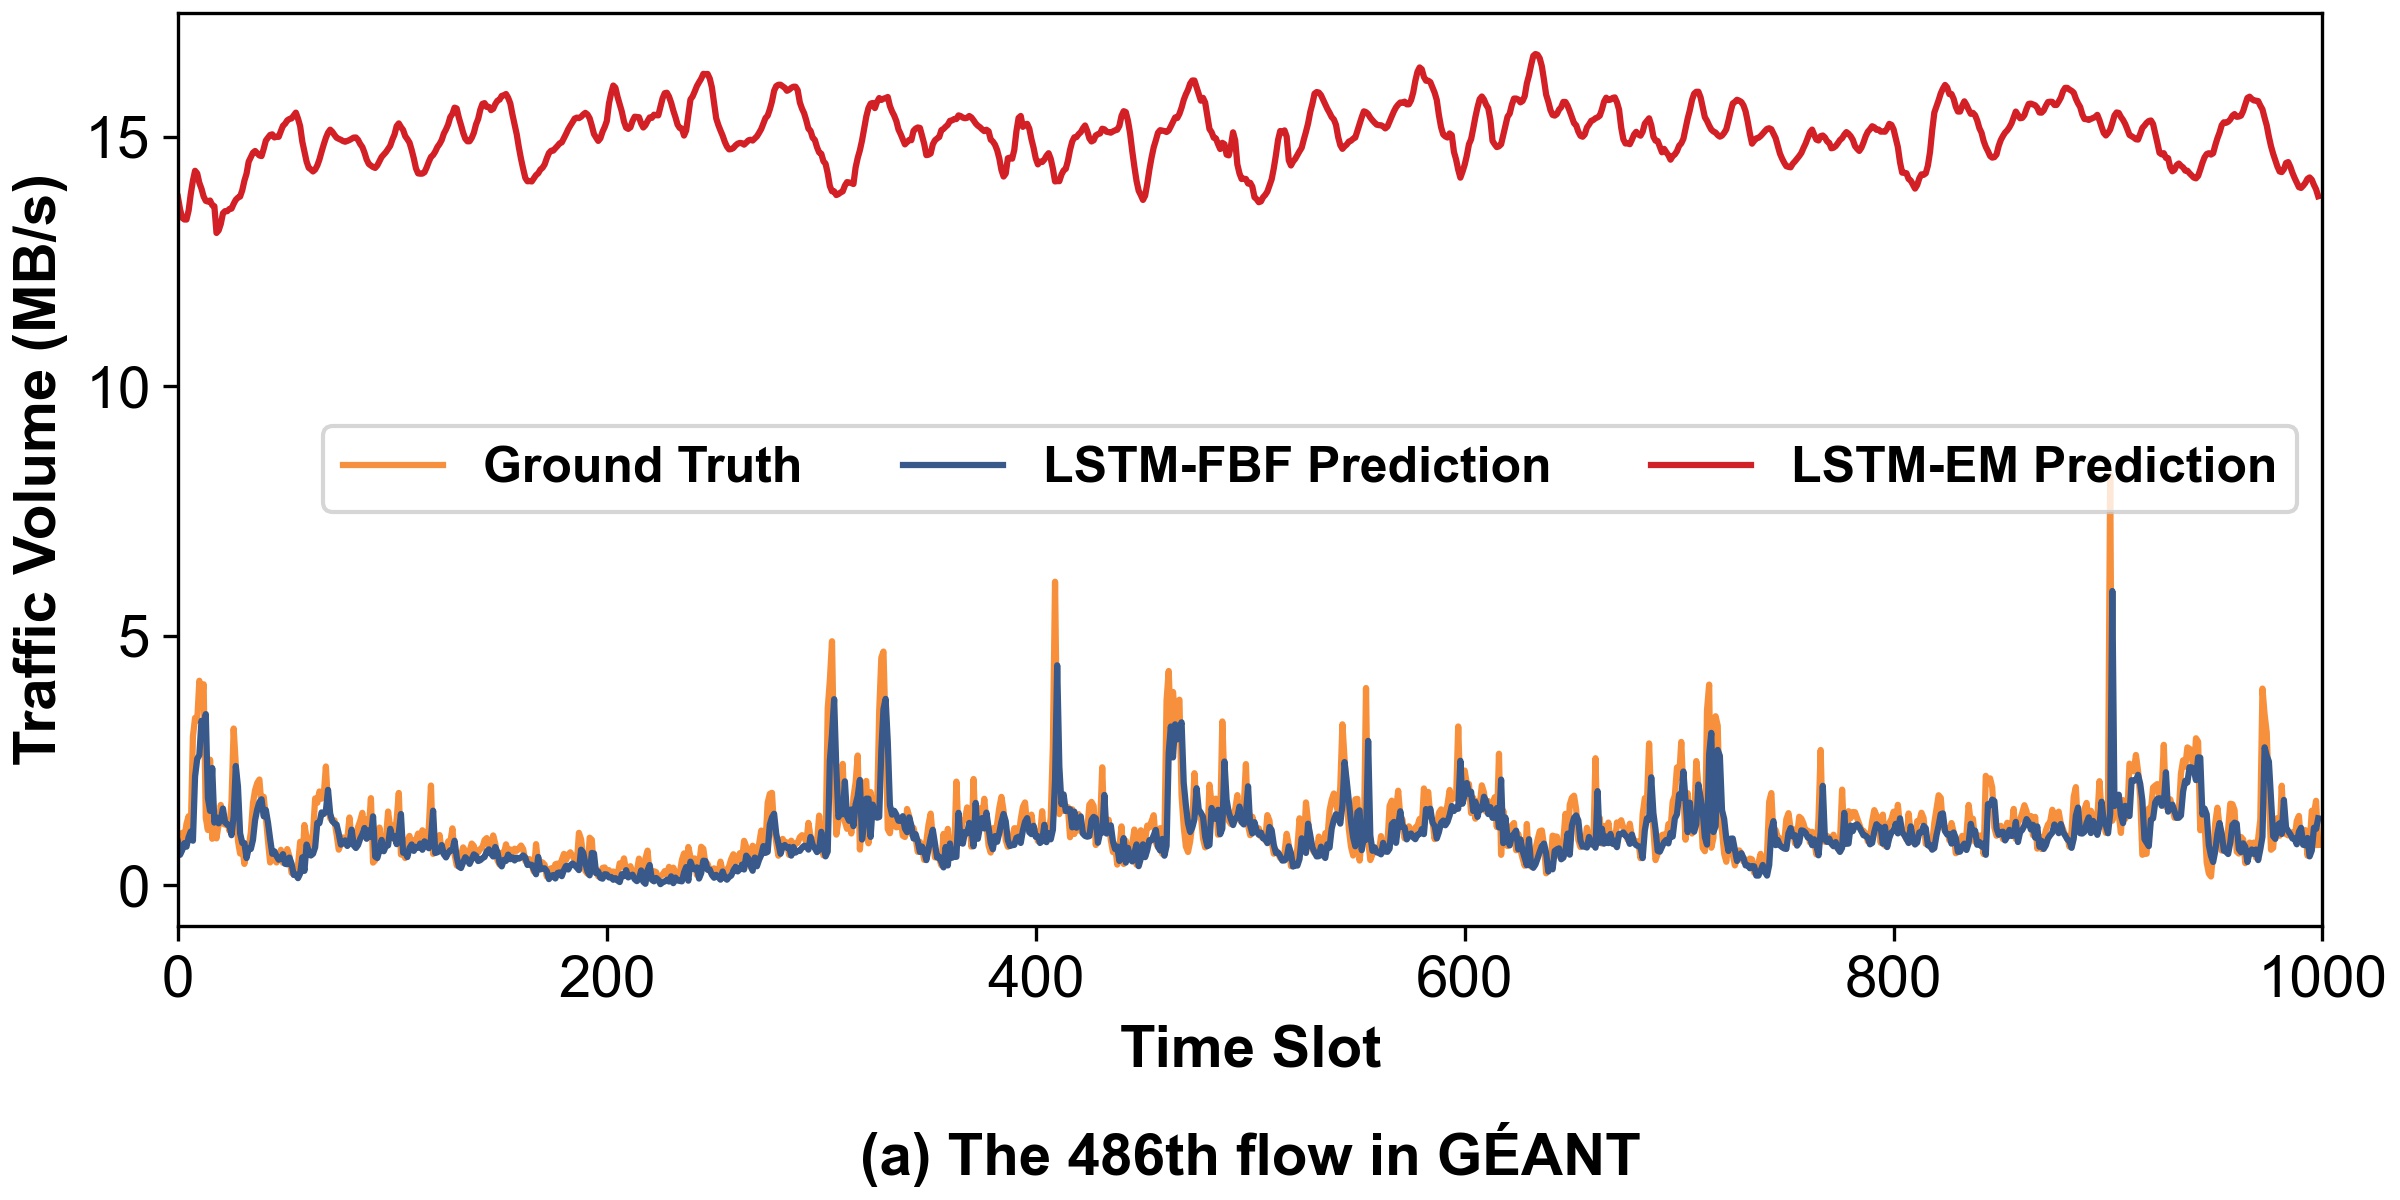 Traffic Volume (MB/s)
15
10
5
0
Ground Truth LSTM-FBF Prediction LSTM-EM Prediction
0 200 400 600 800 1000
Time Slot
(a) The 486th flow in GÉANT